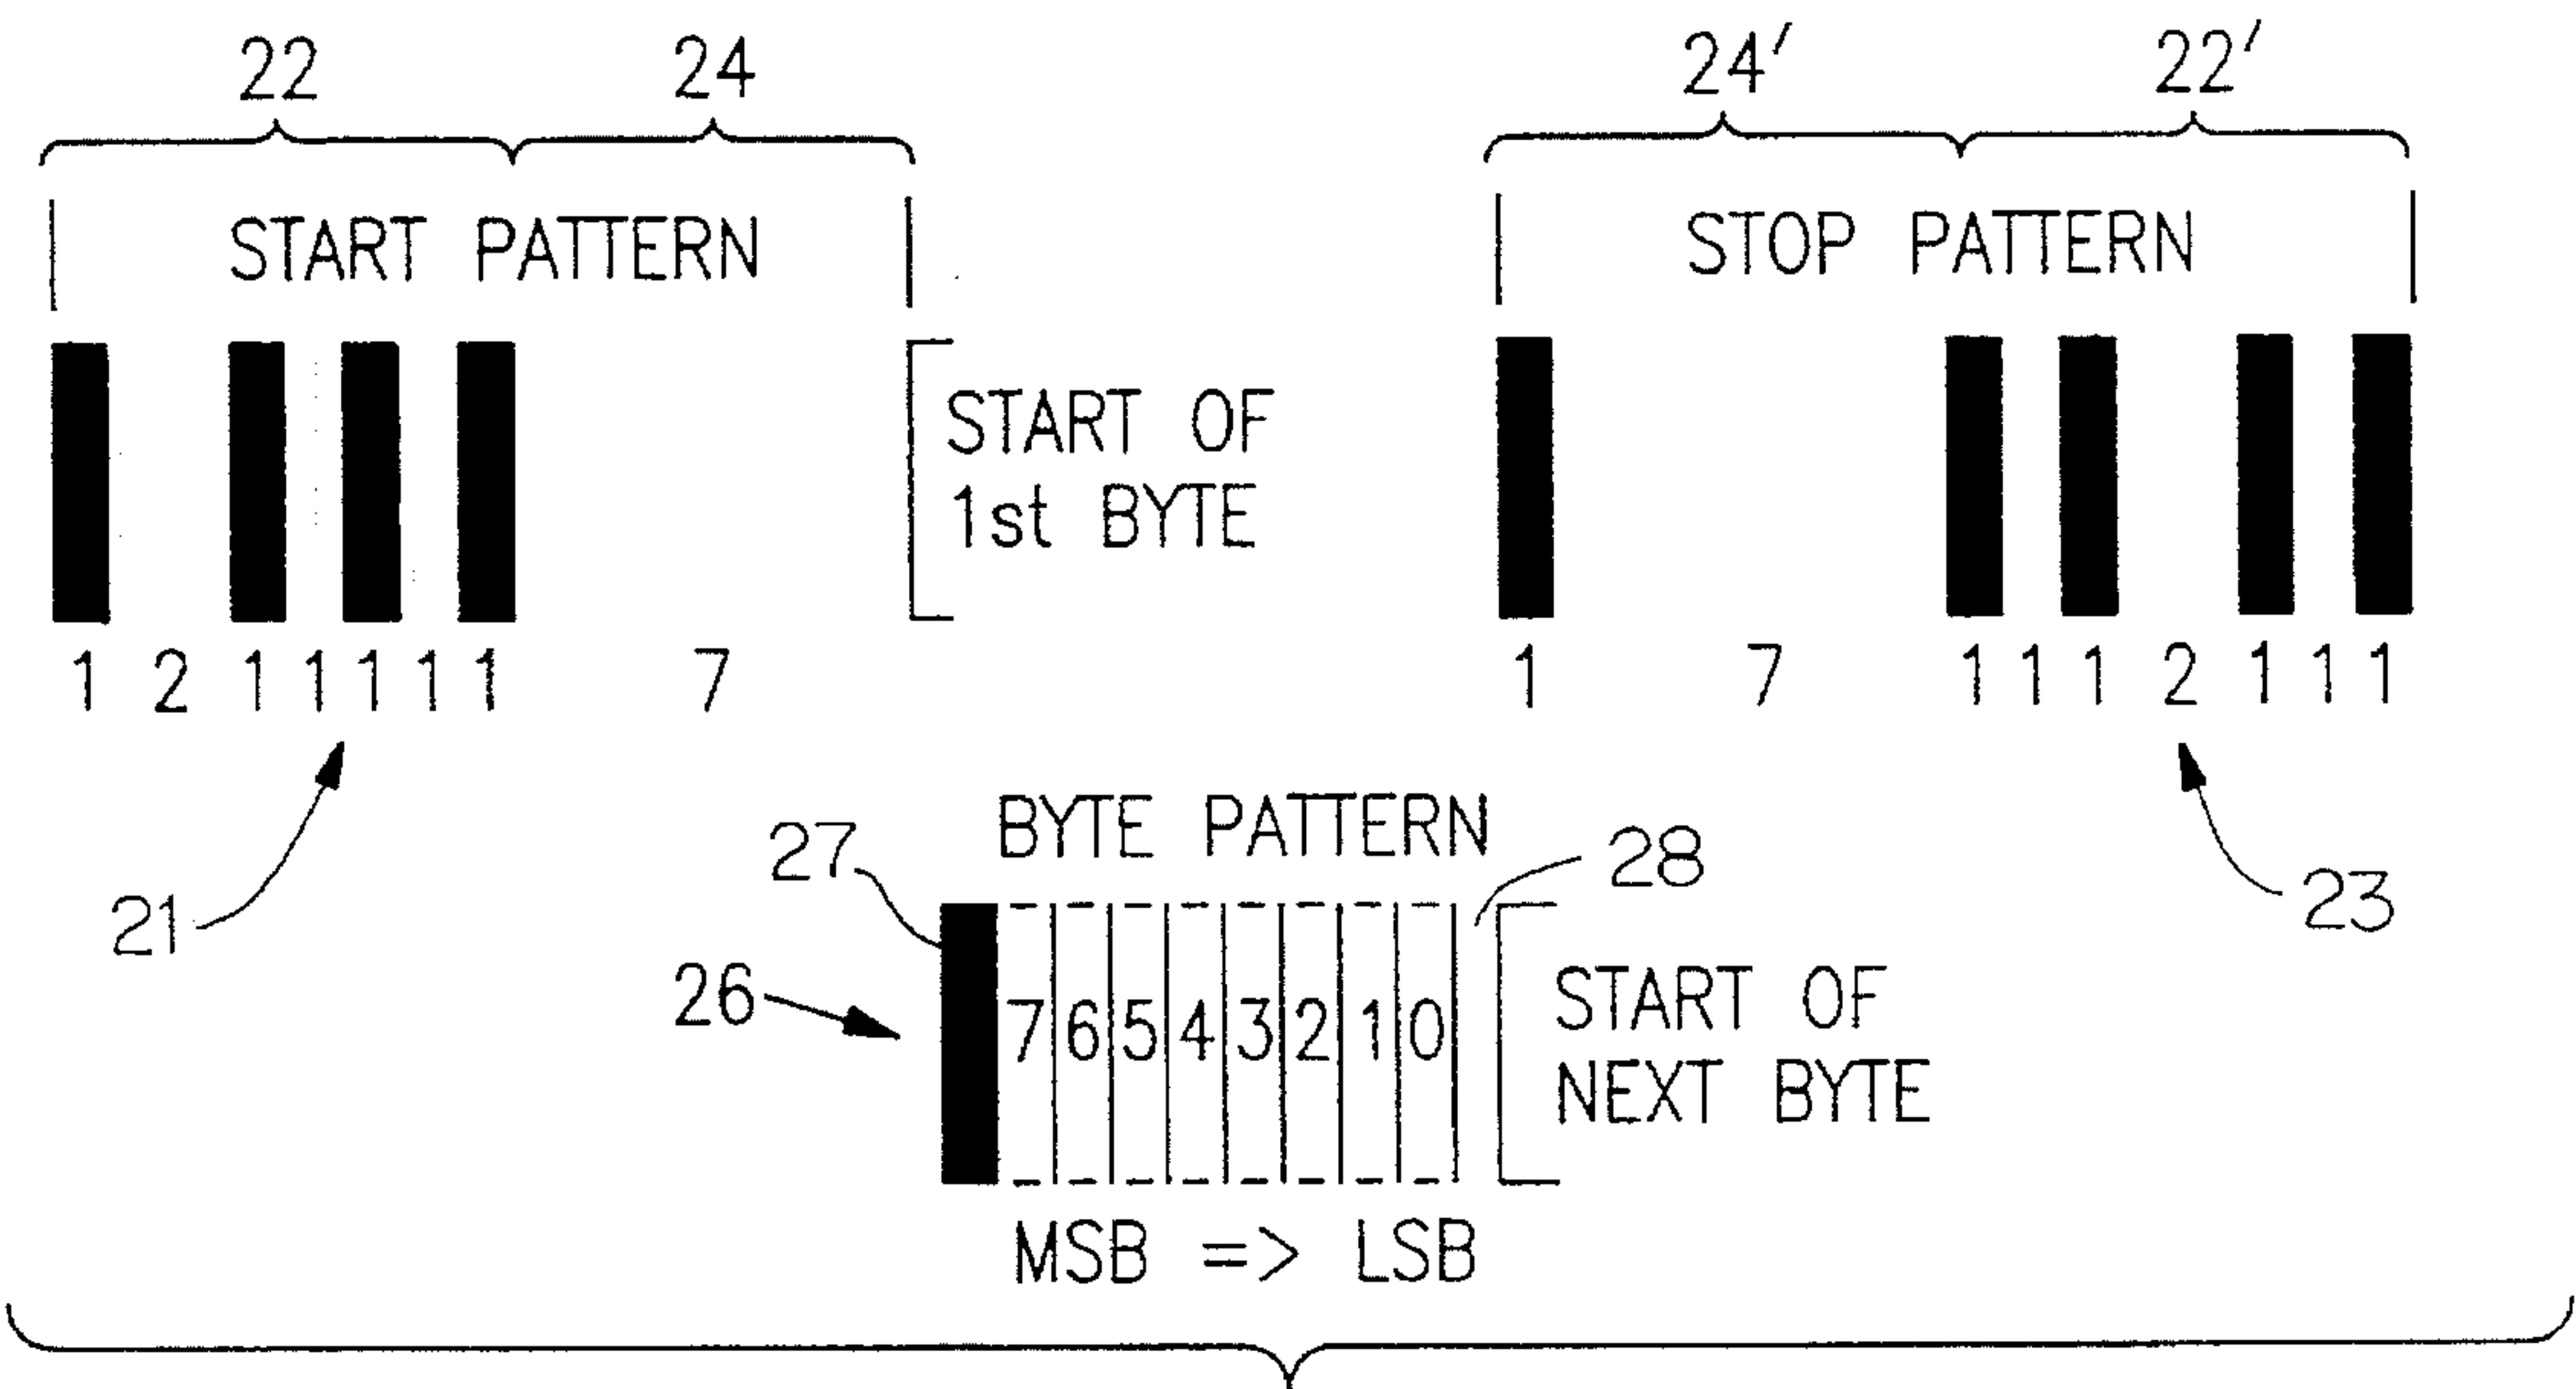 22 24 24' 22'
START PATTERN STOP PATTERN
START OF
1st BYTE
1 2 1 1 1 1 1 7 1 7 1 1 1 2 1 1 1
BYTE PATTERN
27 28
21 23
26 7 6 5 4 3 2 1 0 START OF
NEXT BYTE
MSB => LSB